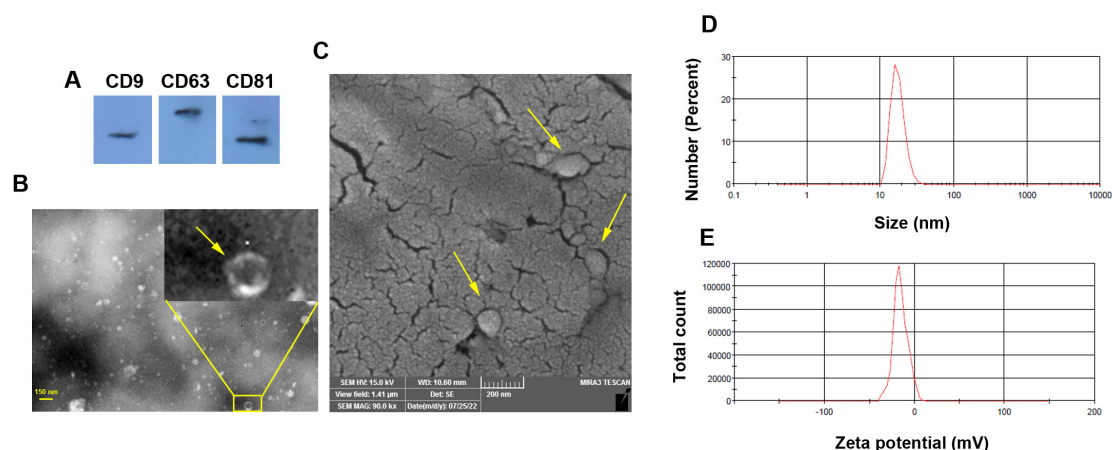 A
CD9 CD63 CD81
B
150 nm
C
SEM HV: 15.0 kV WD: 10.60 mm MIRA3 TESCAN
View field: 1.41 µm Det: SE 200 nm
SEM MAG: 90.0 kx Date(m/d/y): 07/25/22
D
Number (Percent)
30
20
10
0
0.1 1 10 100 1000 10000
Size (nm)
E
Total count
120000
100000
80000
60000
40000
20000
0
-100 0 100 200
Zeta potential (mV)